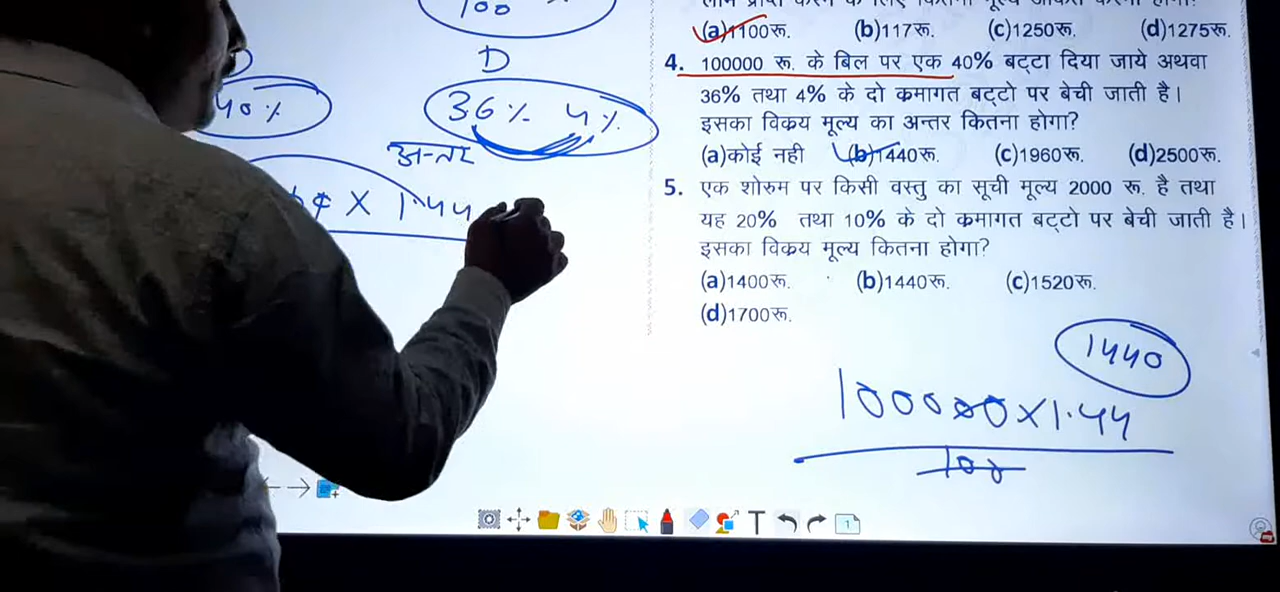 100
(a)1100रू. (b)117रू. (c)1250रू. (d)1275रू.
D
40%
36% 4%
अन्तर
X 1.44
4. 100000 रू. के बिल पर एक 40% बट्टा दिया जाये अथवा
36% तथा 4% के दो क्रमागत बट्टो पर बेची जाती है।
इसका विक्रय मूल्य का अन्तर कितना होगा?
(a)कोई नही (b)1440रू. (c)1960रू. (d)2500रू.
5. एक शोरुम पर किसी वस्तु का सूची मूल्य 2000 रू. है तथा
यह 20% तथा 10% के दो क्रमागत बट्टो पर बेची जाती है।
इसका विक्रय मूल्य कितना होगा?
(a)1400रू. (b)1440रू. (c)1520रू.
(d)1700रू.
1440
100000×1.44
100
T
1